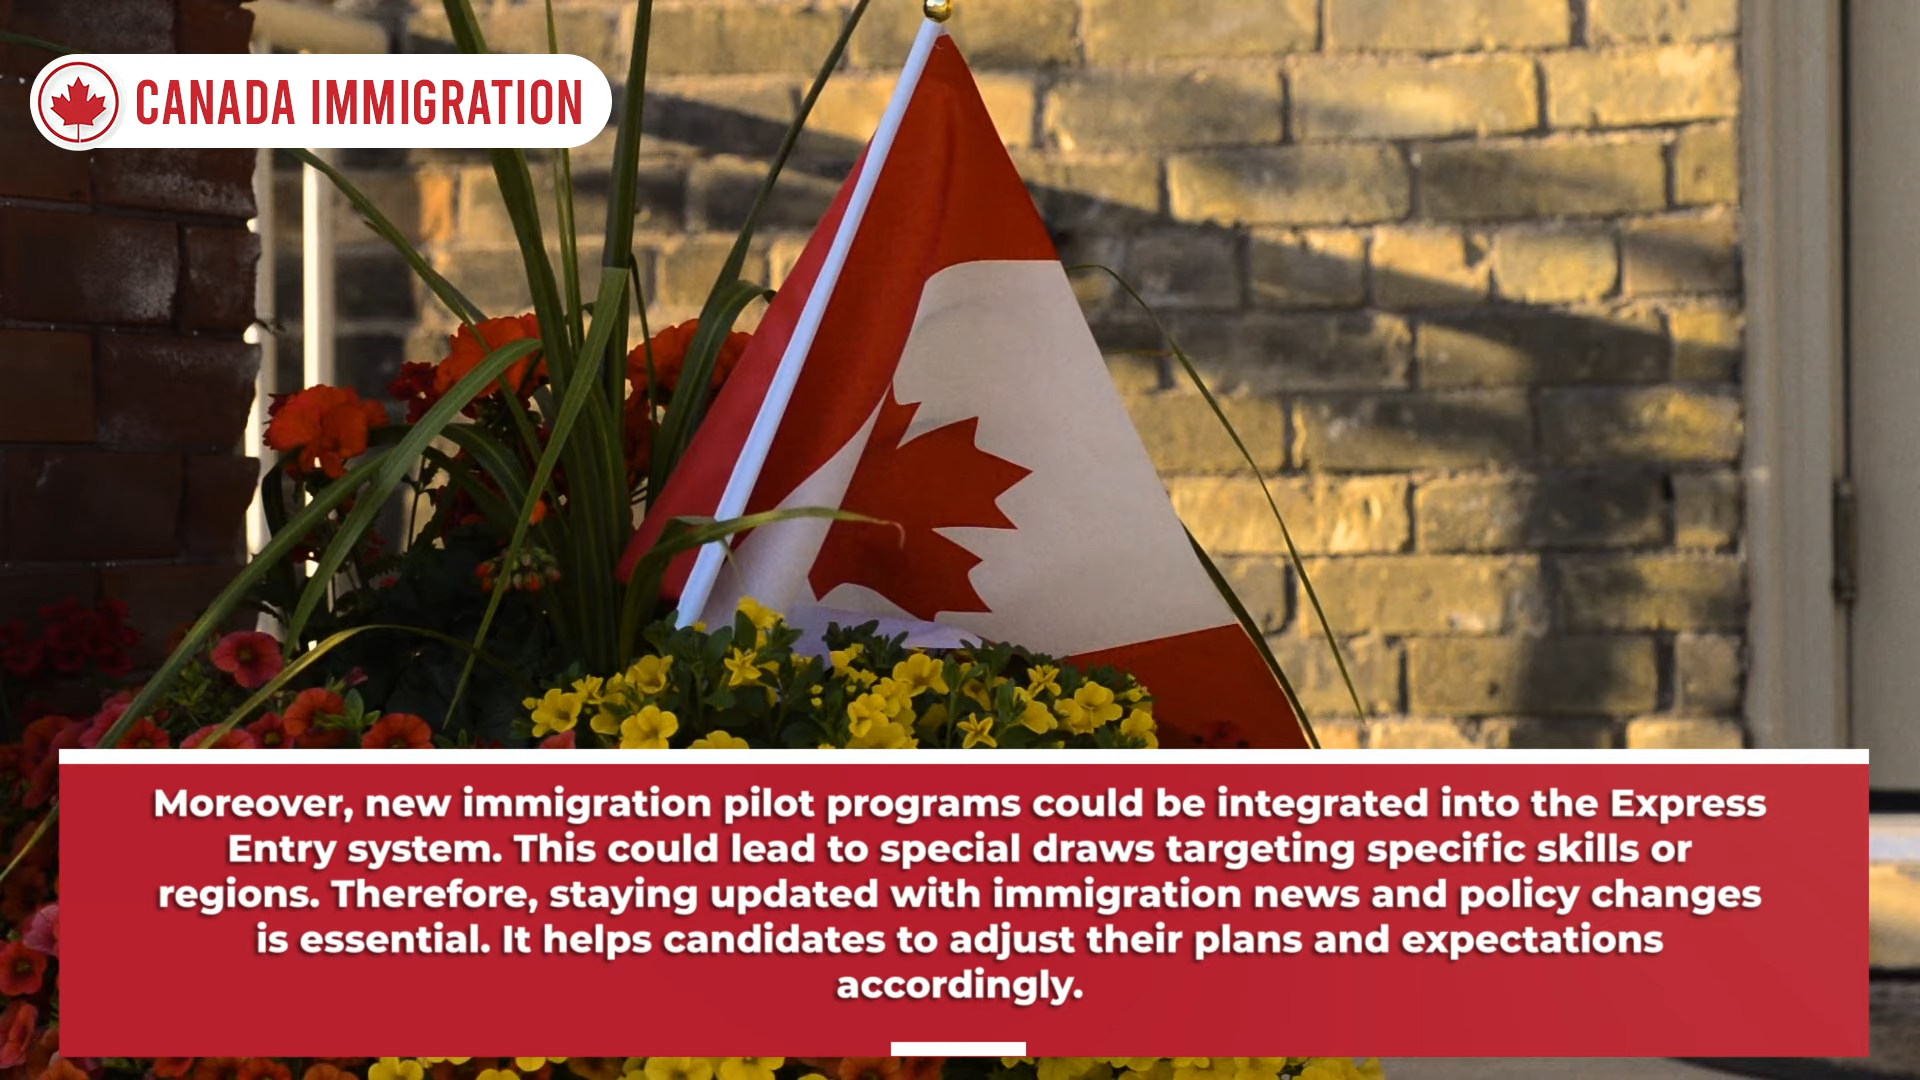 CANADA IMMIGRATION
Moreover, new immigration pilot programs could be integrated into the Express
Entry system. This could lead to special draws targeting specific skills or
regions. Therefore, staying updated with immigration news and policy changes
is essential. It helps candidates to adjust their plans and expectations
accordingly.